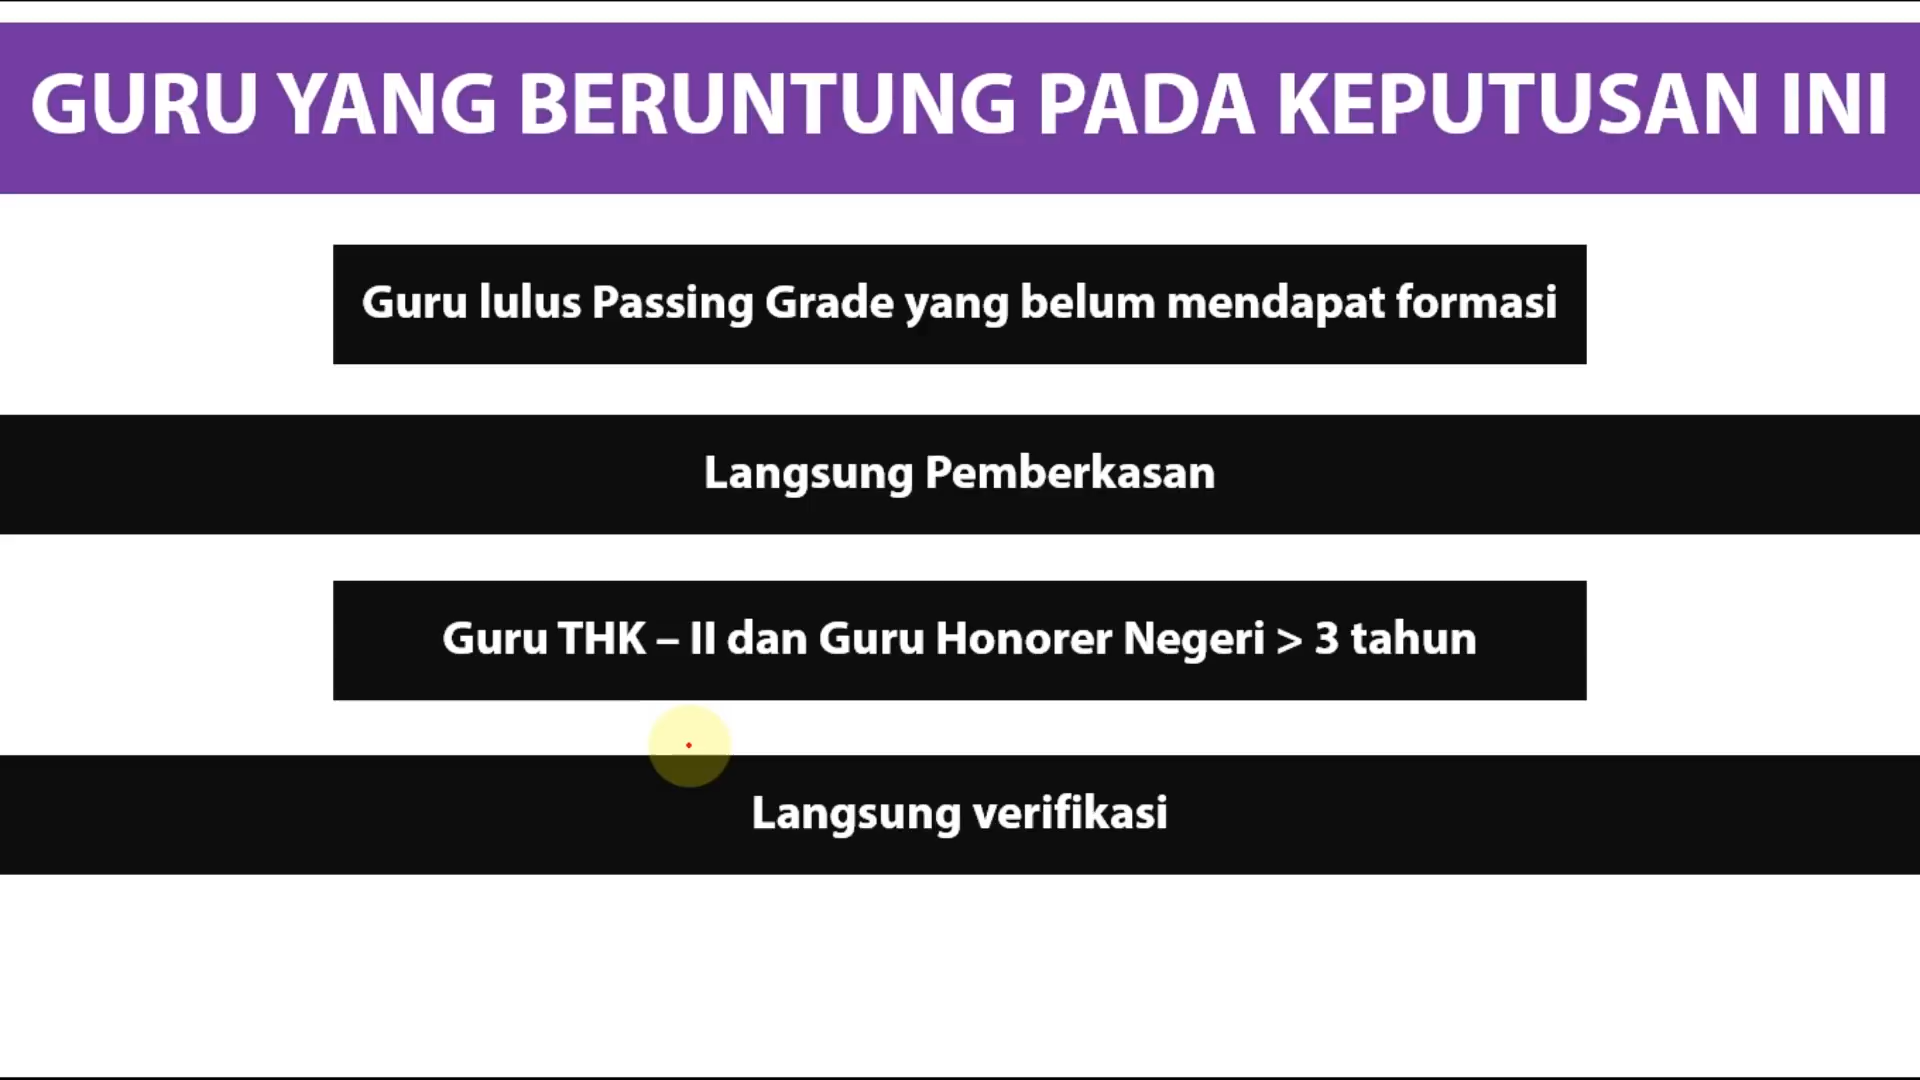 GURU YANG BERUNTUNG PADA KEPUTUSAN INI
Guru lulus Passing Grade yang belum mendapat formasi
Langsung Pemberkasan
Guru THK – II dan Guru Honorer Negeri > 3 tahun
Langsung verifikasi